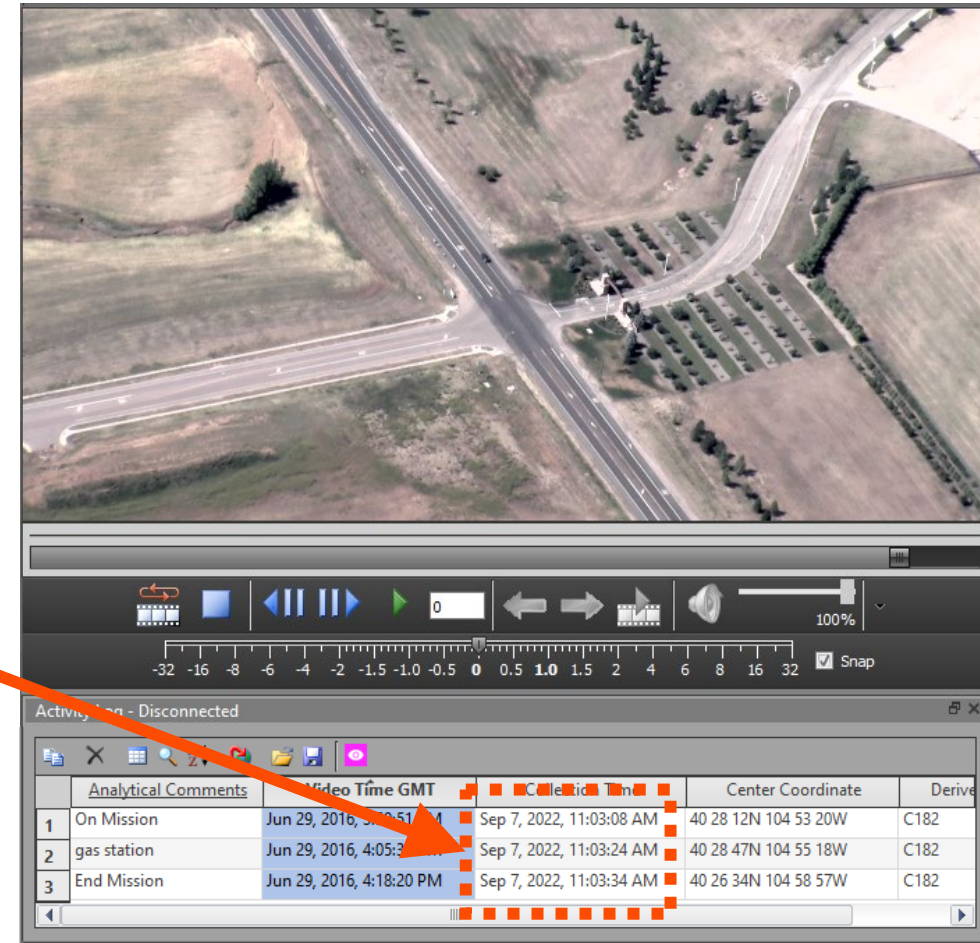 0
100%
-32 -16 -8 -6 -4 -2 -1.5 -1.0 -0.5 0 0.5 1.0 1.5 2 4 6 8 16 32 Snap
Activity Log - Disconnected
Analytical Comments Video Time GMT Collection Time Center Coordinate Derive
1 On Mission Jun 29, 2016, Sep 7, 2022, 11:03:08 AM 40 28 12N 104 53 20W C182
2 gas station Jun 29, 2016, 4:05:3 Sep 7, 2022, 11:03:24 AM 40 28 47N 104 55 18W C182
3 End Mission Jun 29, 2016, 4:18:20 PM Sep 7, 2022, 11:03:34 AM 40 26 34N 104 58 57W C182